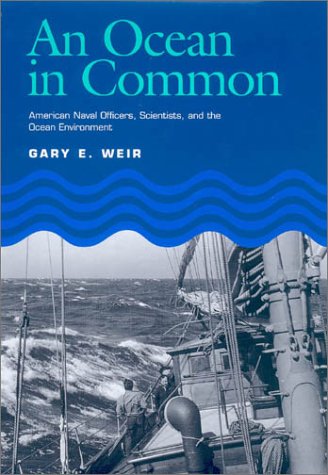 An Ocean
in Common
American Naval Officers, Scientists, and the
Ocean Environment
GARY E. WEIR